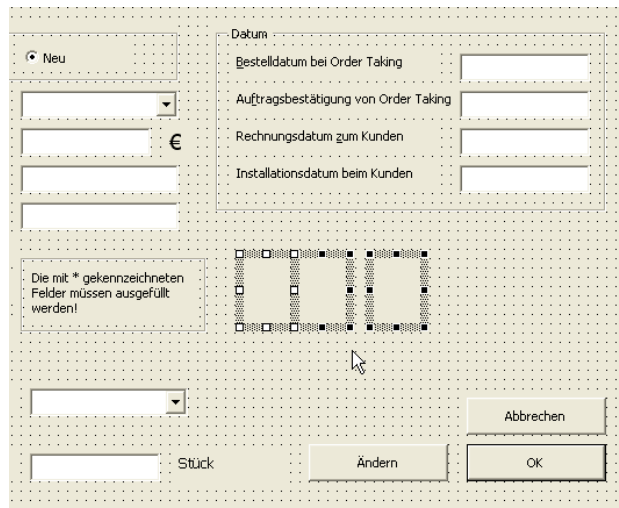 Datum
Neu
Bestelldatum bei Order Taking
Auftragsbestätigung von Order Taking
€
Rechnungsdatum zum Kunden
Installationsdatum beim Kunden
Die mit * gekennzeichneten
Felder müssen ausgefüllt
werden!
Abbrechen
Stück
Ändern
OK